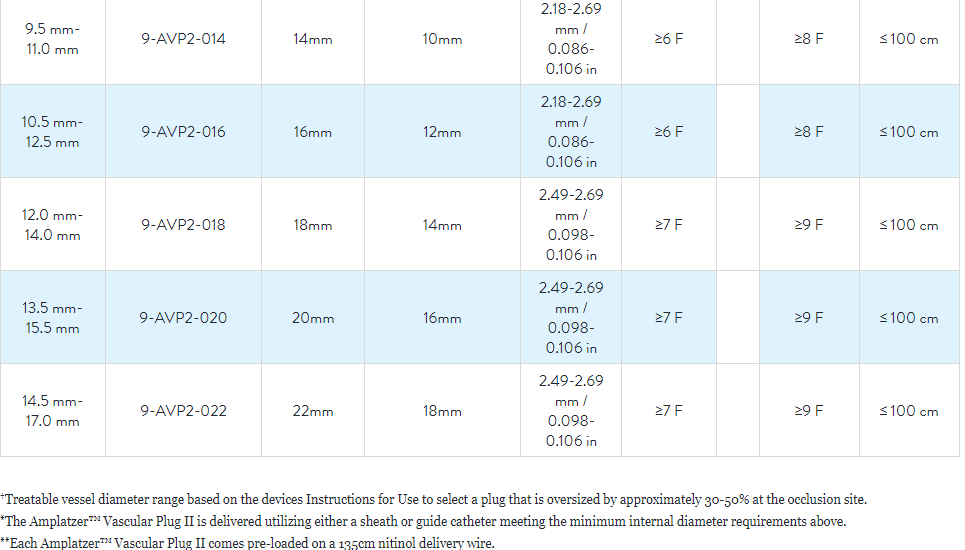 2.18-2.69
9.5 mm-
11.0 mm
9-AVP2-014
14mm
10mm
mm /
0.086-
0.106 in
≥6 F
≥8 F
≤ 100 cm
10.5 mm-
12.5 mm
9-AVP2-016
16mm
12mm
2.18-2.69
mm /
0.086-
0.106 in
≥6 F
≥8 F
≤ 100 cm
12.0 mm-
14.0 mm
9-AVP2-018
18mm
14mm
2.49-2.69
mm /
0.098-
0.106 in
≥7 F
≥9 F
≤ 100 cm
13.5 mm-
15.5 mm
9-AVP2-020
20mm
16mm
2.49-2.69
mm /
0.098-
0.106 in
≥7 F
≥9 F
≤ 100 cm
14.5 mm-
17.0 mm
9-AVP2-022
22mm
18mm
2.49-2.69
mm /
0.098-
0.106 in
≥7 F
≥9 F
≤ 100 cm
†Treatable vessel diameter range based on the devices Instructions for Use to select a plug that is oversized by approximately 30-50% at the occlusion site.
*The Amplatzer™ Vascular Plug II is delivered utilizing either a sheath or guide catheter meeting the minimum internal diameter requirements above.
**Each Amplatzer™ Vascular Plug II comes pre-loaded on a 135cm nitinol delivery wire.